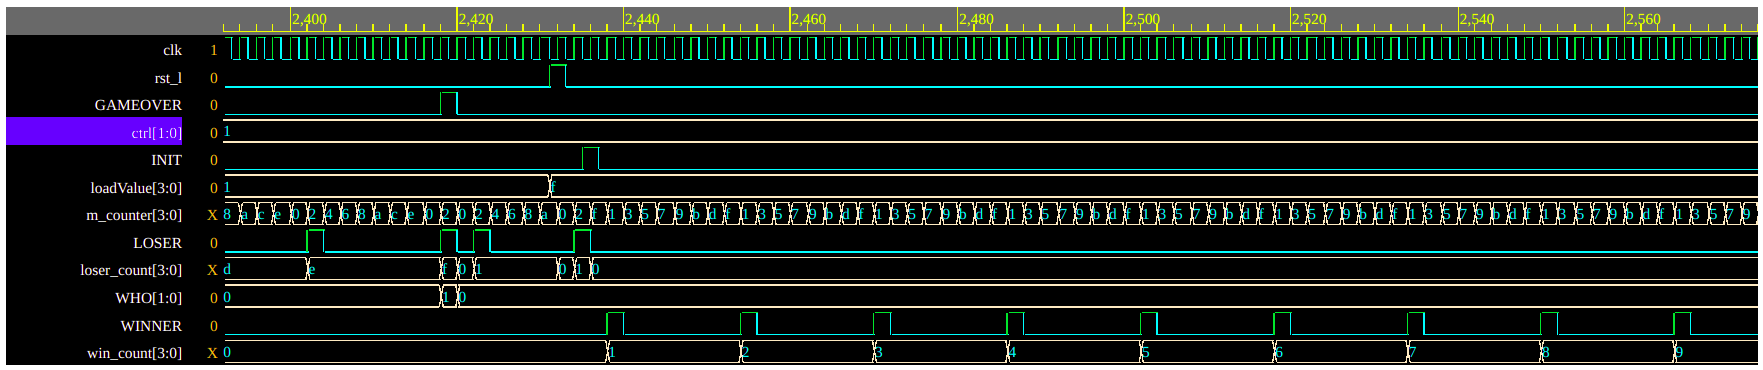 2,400 2,420 2,440 2,460 2,480 2,500 2,520 2,540 2,560
clk 1
rst_l 0
GAMEOVER 0
ctrl[1:0] 0 1
INIT 0
loadValue[3:0] 0 1 f
m_counter[3:0] X 8 a c e 0 2 4 6 8 a c e 0 2 0 2 4 6 8 a 0 2 f 1 3 5 7 9 b d f 1 3 5 7 9 b d f 1 3 5 7 9 b d f 1 3 5 7 9 b d f 1 3 5 7 9 b d f 1 3 5 7 9 b d f 1 3 5 7 9 b d f 1 3 5 7 9 b d f 1 3 5 7 9
LOSER 0
loser_count[3:0] X d e f 0 1 0 1 0
WHO[1:0] 0 0 1 0
WINNER 0
win_count[3:0] X 0 1 2 3 4 5 6 7 8 9